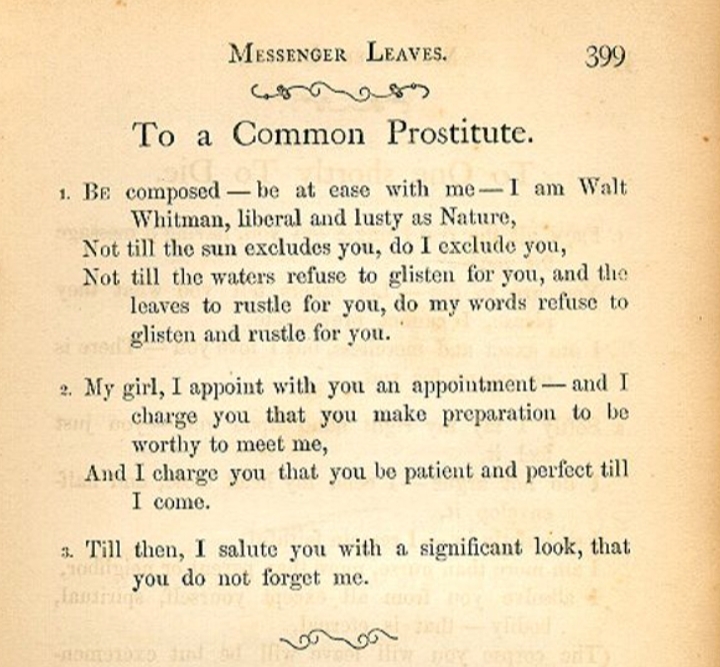 MESSENGER LEAVES. 399
To a Common Prostitute.
1. BE composed — be at ease with me — I am Walt
Whitman, liberal and lusty as Nature,
Not till the sun excludes you, do I exclude you,
Not till the waters refuse to glisten for you, and the
leaves to rustle for you, do my words refuse to
glisten and rustle for you.
2. My girl, I appoint with you an appointment — and I
charge you that you make preparation to be
worthy to meet me,
And I charge you that you be patient and perfect till
I come.
3. Till then, I salute you with a significant look, that
you do not forget me.